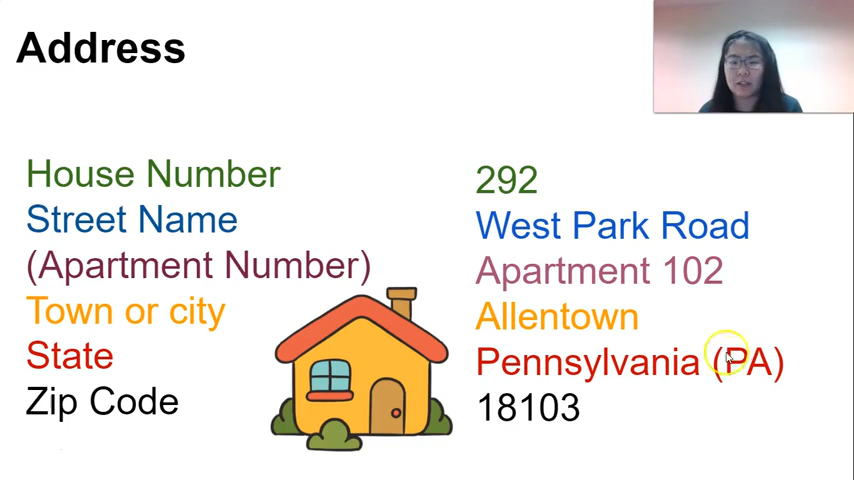 Address
House Number
Street Name
(Apartment Number)
Town or city
State
Zip Code
292
West Park Road
Apartment 102
Allentown
Pennsylvania (PA)
18103